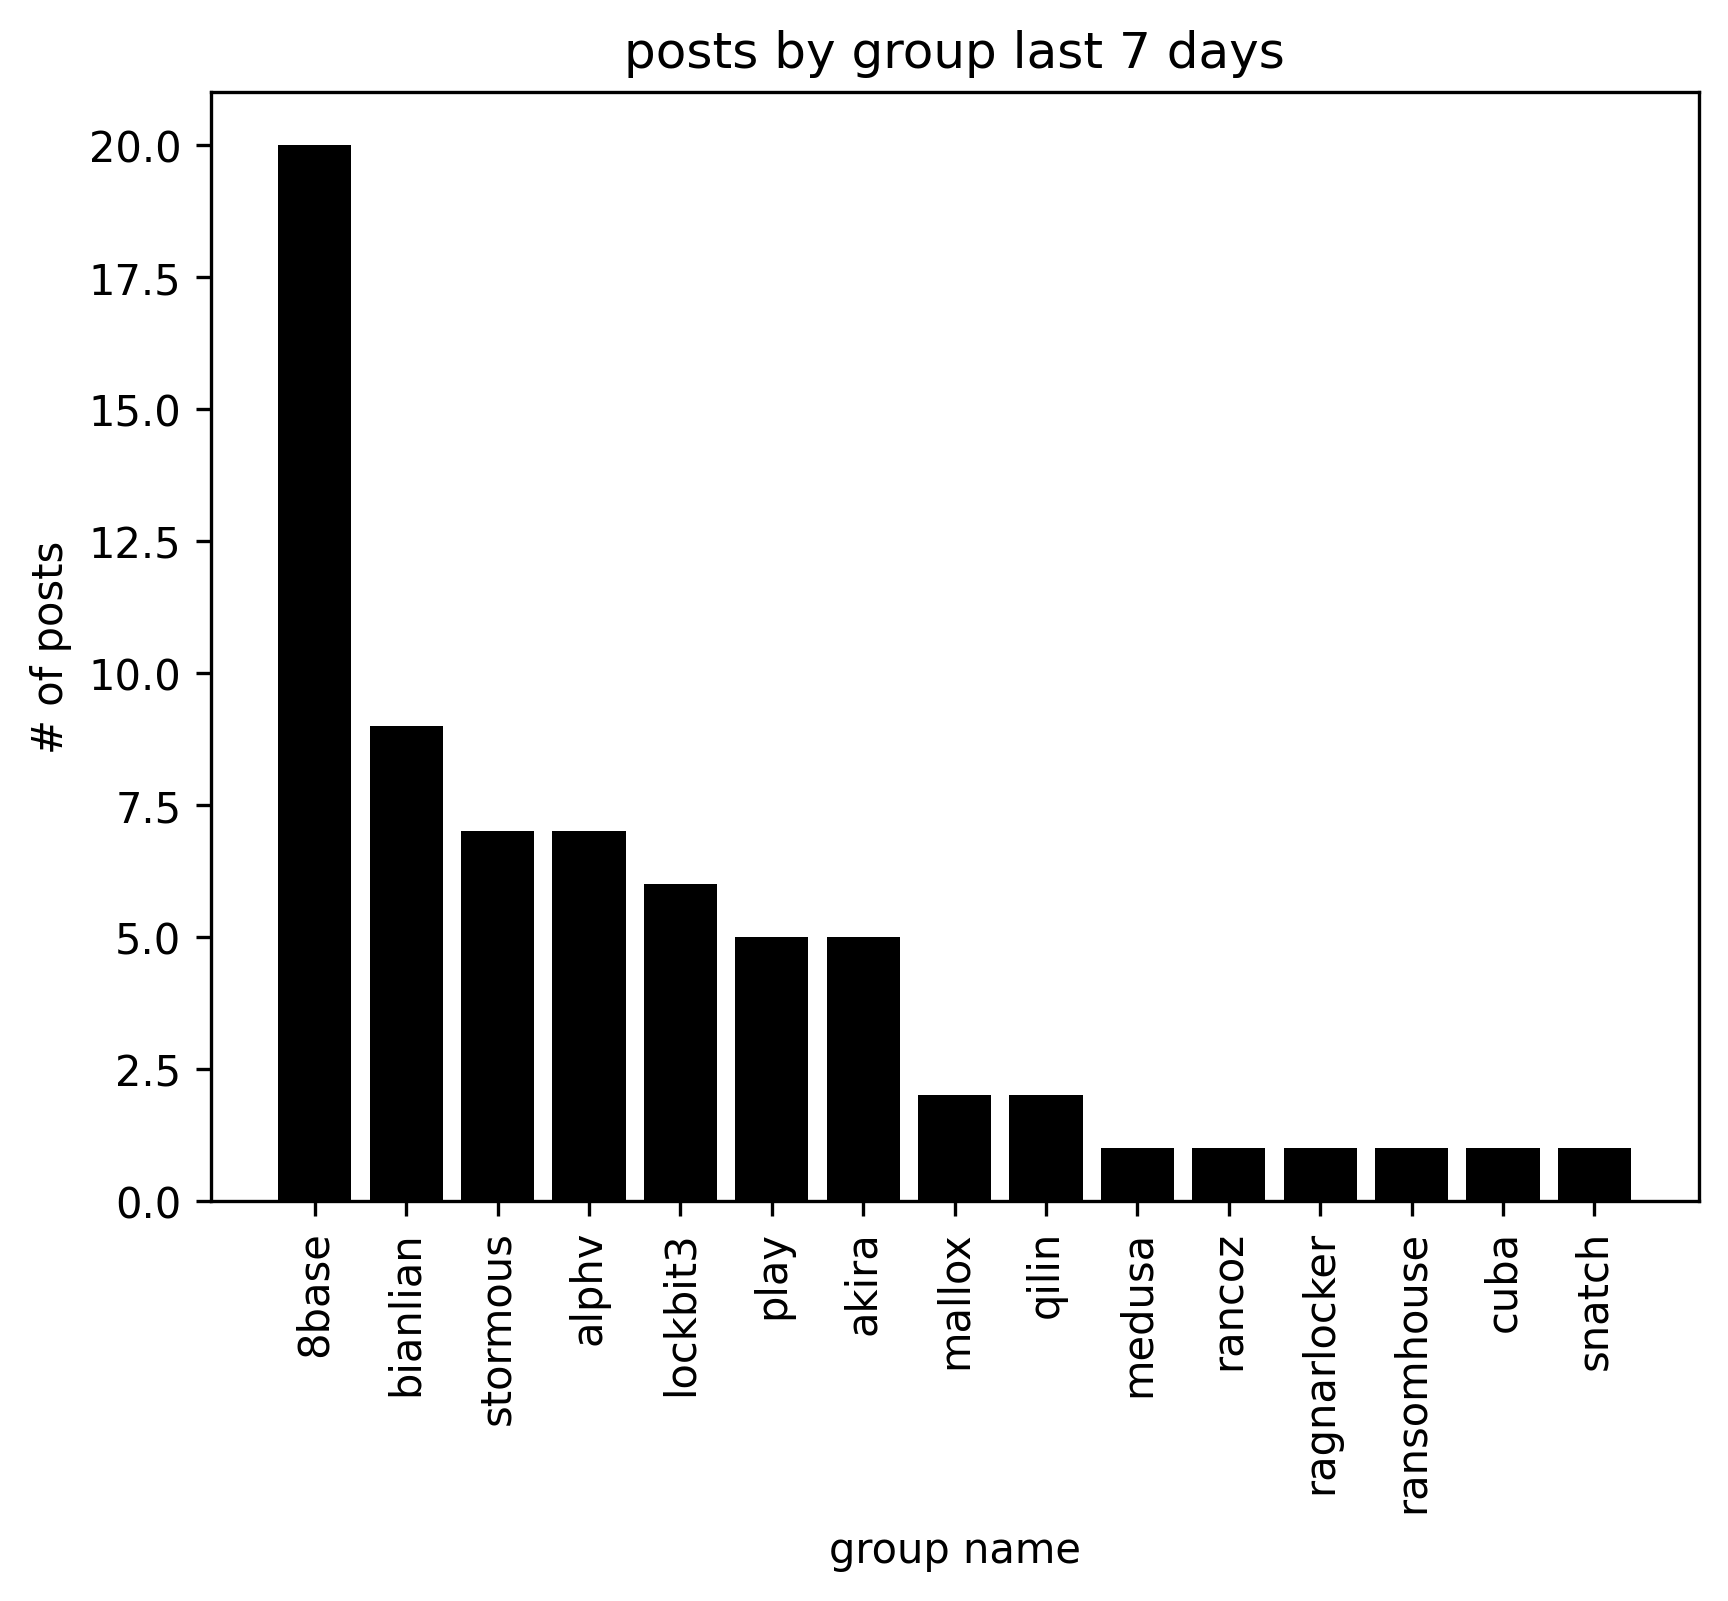 posts by group last 7 days
20.0
17.5
15.0
12.5
10.0
7.5
5.0
2.5
0.0
# of posts
8base
bianlian
stormous
alphv
lockbit3
play
akira
mallox
qilin
medusa
rancoz
ragnarlocker
ransomhouse
cuba
snatch
group name